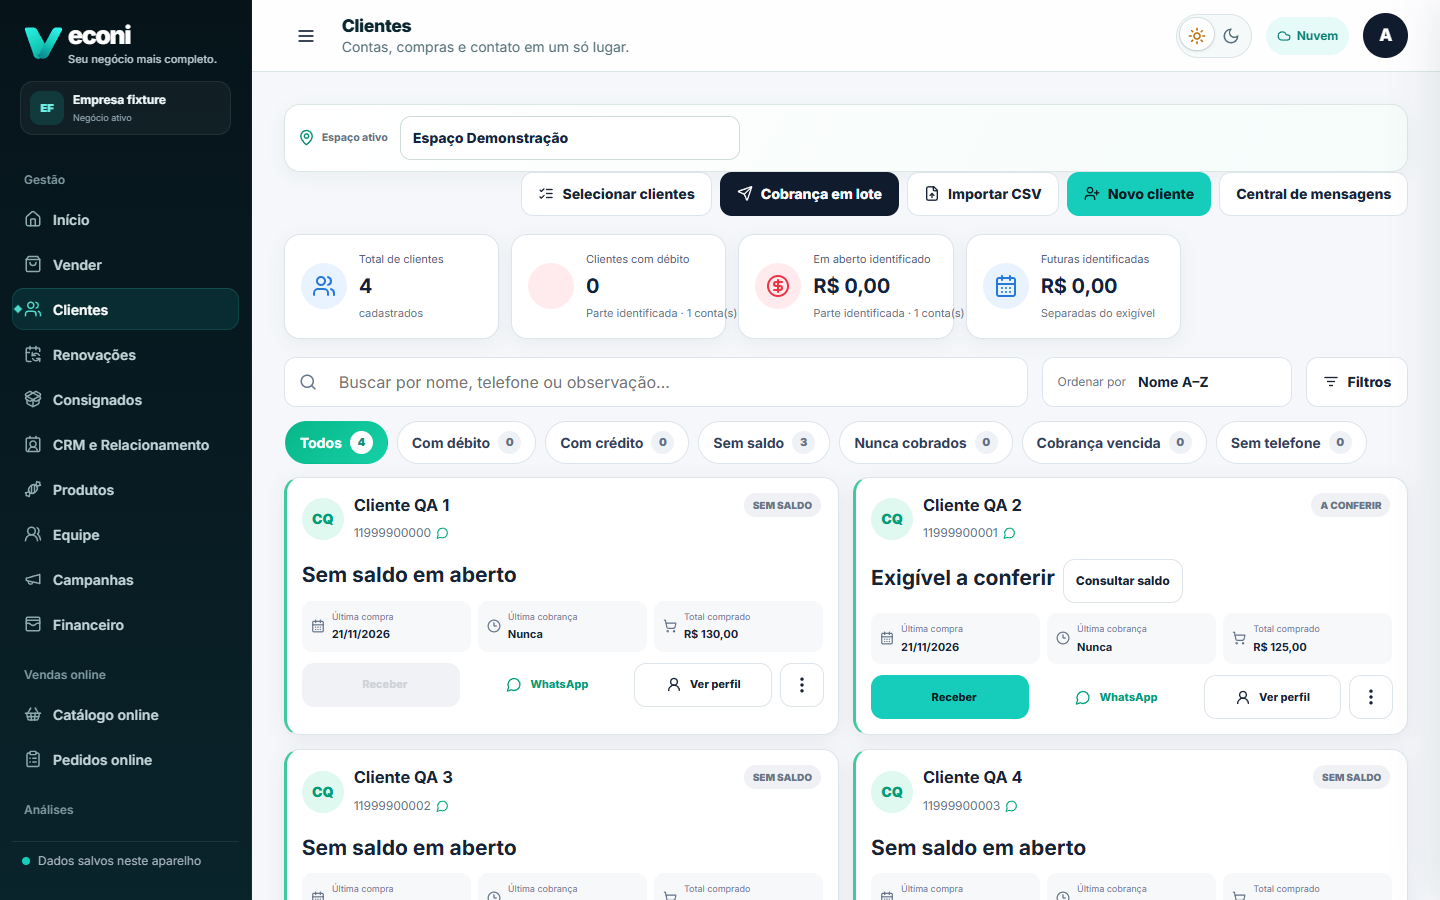 Veconi
Seu negócio mais completo.
EF
Empresa fixture
Negócio ativo
Gestão
Início
Vender
Clientes
Renovações
Consignados
CRM e Relacionamento
Produtos
Equipe
Campanhas
Financeiro
Vendas online
Catálogo online
Pedidos online
Análises
Dados salvos neste aparelho
Clientes
Contas, compras e contato em um só lugar.
Nuvem
A
Espaço ativo
Espaço Demonstração
Selecionar clientes
Cobrança em lote
Importar CSV
Novo cliente
Central de mensagens
Total de clientes
4
cadastrados
Clientes com débito
0
Parte identificada · 1 conta(s)
Em aberto identificado
R$ 0,00
Parte identificada · 1 conta(s)
Futuras identificadas
R$ 0,00
Separadas do exigível
Buscar por nome, telefone ou observação...
Ordenar por Nome A–Z
Filtros
Todos 4
Com débito 0
Com crédito 0
Sem saldo 3
Nunca cobrados 0
Cobrança vencida 0
Sem telefone 0
CQ
Cliente QA 1
SEM SALDO
11999900000
Sem saldo em aberto
Última compra
21/11/2026
Última cobrança
Nunca
Total comprado
R$ 130,00
Receber
WhatsApp
Ver perfil
CQ
Cliente QA 2
A CONFERIR
11999900001
Exigível a conferir
Consultar saldo
Última compra
21/11/2026
Última cobrança
Nunca
Total comprado
R$ 125,00
Receber
WhatsApp
Ver perfil
CQ
Cliente QA 3
SEM SALDO
11999900002
Sem saldo em aberto
Última compra
Última cobrança
Total comprado
CQ
Cliente QA 4
SEM SALDO
11999900003
Sem saldo em aberto
Última compra
Última cobrança
Total comprado